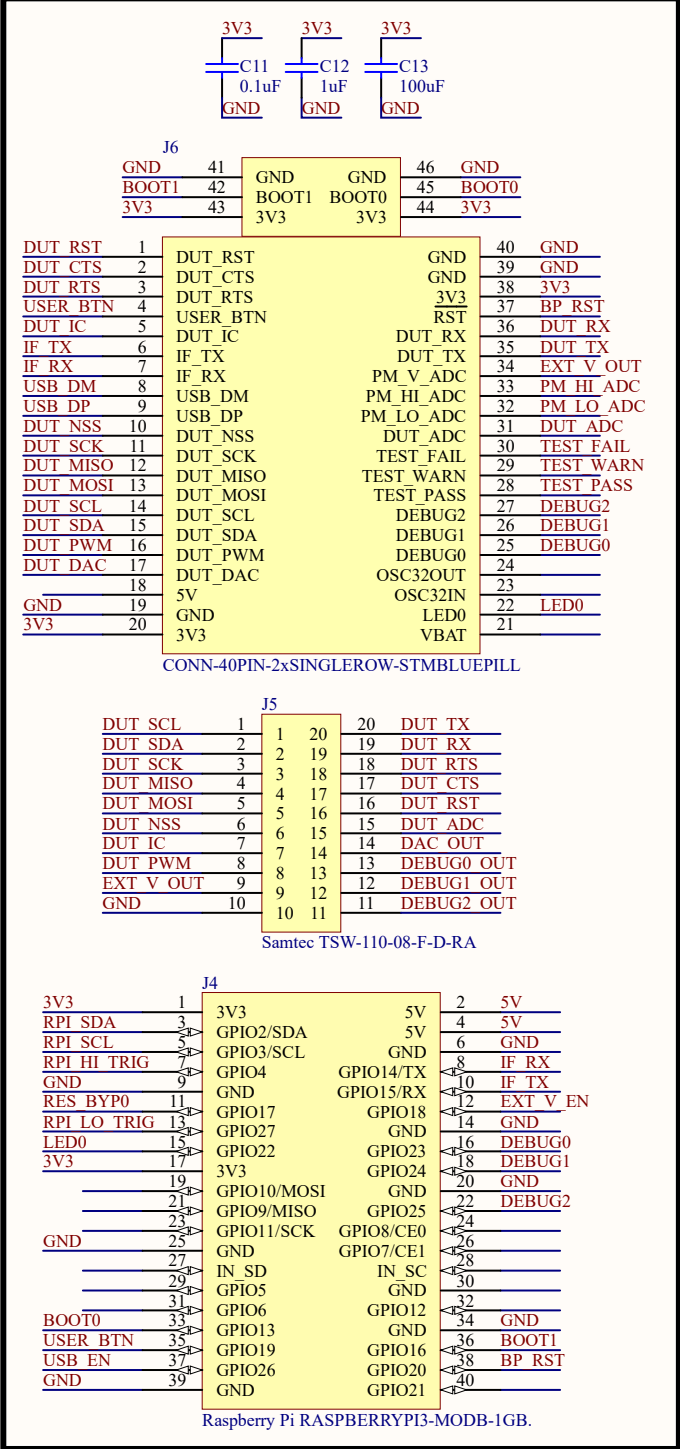 3V3 3V3 3V3
C11 C12 C13
0.1uF 1uF 100uF
GND GND GND
J6
GND 41 GND GND 46 GND
BOOT1 42 BOOT1 BOOT0 45 BOOT0
3V3 43 3V3 3V3 44 3V3
DUT_RST 1 DUT_RST GND 40 GND
DUT_CTS 2 DUT_CTS GND 39 GND
DUT_RTS 3 DUT_RTS 3V3 38 3V3
USER_BTN 4 USER_BTN RST 37 BP_RST
DUT_IC 5 DUT_IC DUT_RX 36 DUT_RX
IF_TX 6 IF_TX DUT_TX 35 DUT_TX
IF_RX 7 IF_RX PM_V_ADC 34 EXT_V_OUT
USB_DM 8 USB_DM PM_HI_ADC 33 PM_HI_ADC
USB_DP 9 USB_DP PM_LO_ADC 32 PM_LO_ADC
DUT_NSS 10 DUT_NSS DUT_ADC 31 DUT_ADC
DUT_SCK 11 DUT_SCK TEST_FAIL 30 TEST_FAIL
DUT_MISO 12 DUT_MISO TEST_WARN 29 TEST_WARN
DUT_MOSI 13 DUT_MOSI TEST_PASS 28 TEST_PASS
DUT_SCL 14 DUT_SCL DEBUG2 27 DEBUG2
DUT_SDA 15 DUT_SDA DEBUG1 26 DEBUG1
DUT_PWM 16 DUT_PWM DEBUG0 25 DEBUG0
DUT_DAC 17 DUT_DAC OSC32OUT 24
18 5V OSC32IN 23
GND 19 GND LED0 22 LED0
3V3 20 3V3 VBAT 21
CONN-40PIN-2xSINGLEROW-STMBLUEPILL
J5
DUT_SCL 1 1 20 20 DUT_TX
DUT_SDA 2 2 19 19 DUT_RX
DUT_SCK 3 3 18 18 DUT_RTS
DUT_MISO 4 4 17 17 DUT_CTS
DUT_MOSI 5 5 16 16 DUT_RST
DUT_NSS 6 6 15 15 DUT_ADC
DUT_IC 7 7 14 14 DAC_OUT
DUT_PWM 8 8 13 13 DEBUG0_OUT
EXT_V_OUT 9 9 12 12 DEBUG1_OUT
GND 10 10 11 11 DEBUG2_OUT
Samtec TSW-110-08-F-D-RA
J4
3V3 1 3V3 5V 2 5V
RPI_SDA 3 GPIO2/SDA 5V 4 5V
RPI_SCL 5 GPIO3/SCL GND 6 GND
RPI_HI_TRIG 7 GPIO4 GPIO14/TX 8 IF_RX
GND 9 GND GPIO15/RX 10 IF_TX
RES_BYP0 11 GPIO17 GPIO18 12 EXT_V_EN
RPI_LO_TRIG 13 GPIO27 GND 14 GND
LED0 15 GPIO22 GPIO23 16 DEBUG0
3V3 17 3V3 GPIO24 18 DEBUG1
19 GPIO10/MOSI GND 20 GND
21 GPIO9/MISO GPIO25 22 DEBUG2
23 GPIO11/SCK GPIO8/CE0 24
GND 25 GND GPIO7/CE1 26
27 IN_SD IN_SC 28
29 GPIO5 GND 30
31 GPIO6 GPIO12 32
BOOT0 33 GPIO13 GND 34 GND
USER_BTN 35 GPIO19 GPIO16 36 BOOT1
USB_EN 37 GPIO26 GPIO20 38 BP_RST
GND 39 GND GPIO21 40
Raspberry Pi RASPBERRYPI3-MODB-1GB.